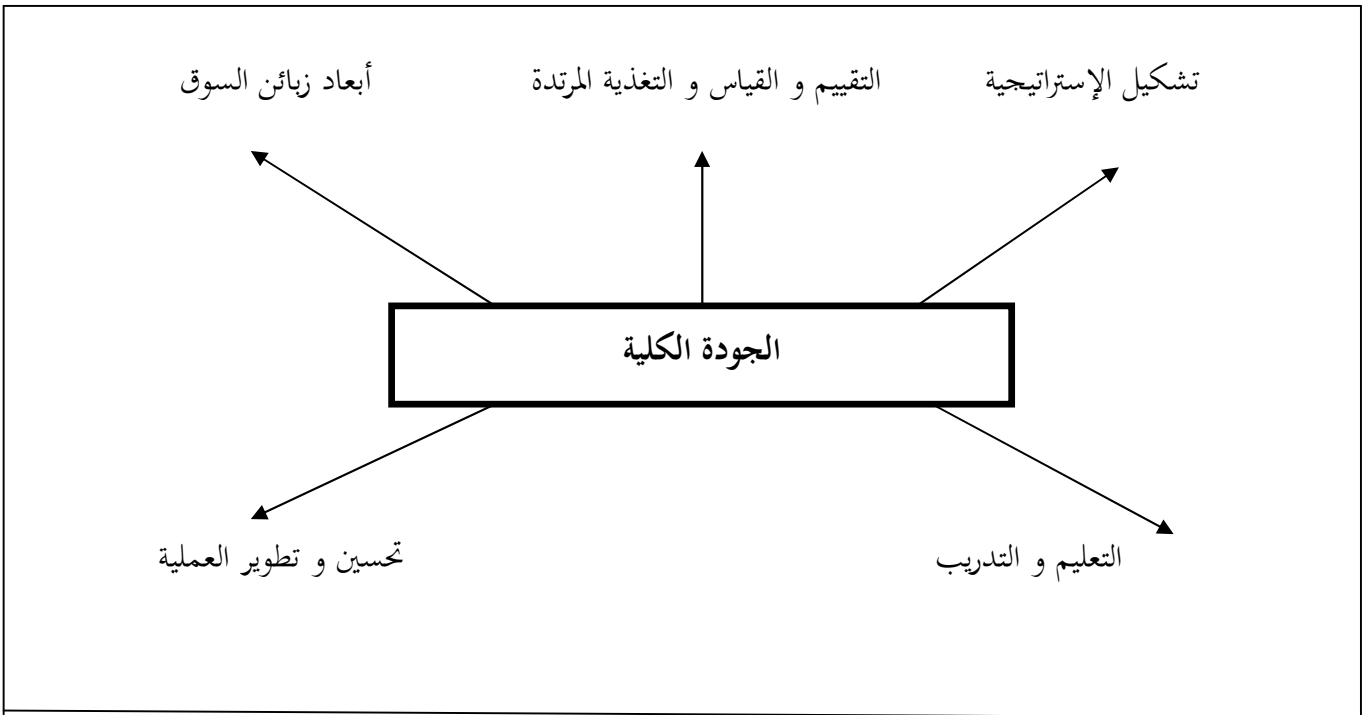 تشكيل الإستراتيجية
التقييم و القياس و التغذية المرتدة
أبعاد زبائن السوق
الجودة الكلية
التعليم و التدريب
تحسين و تطوير العملية